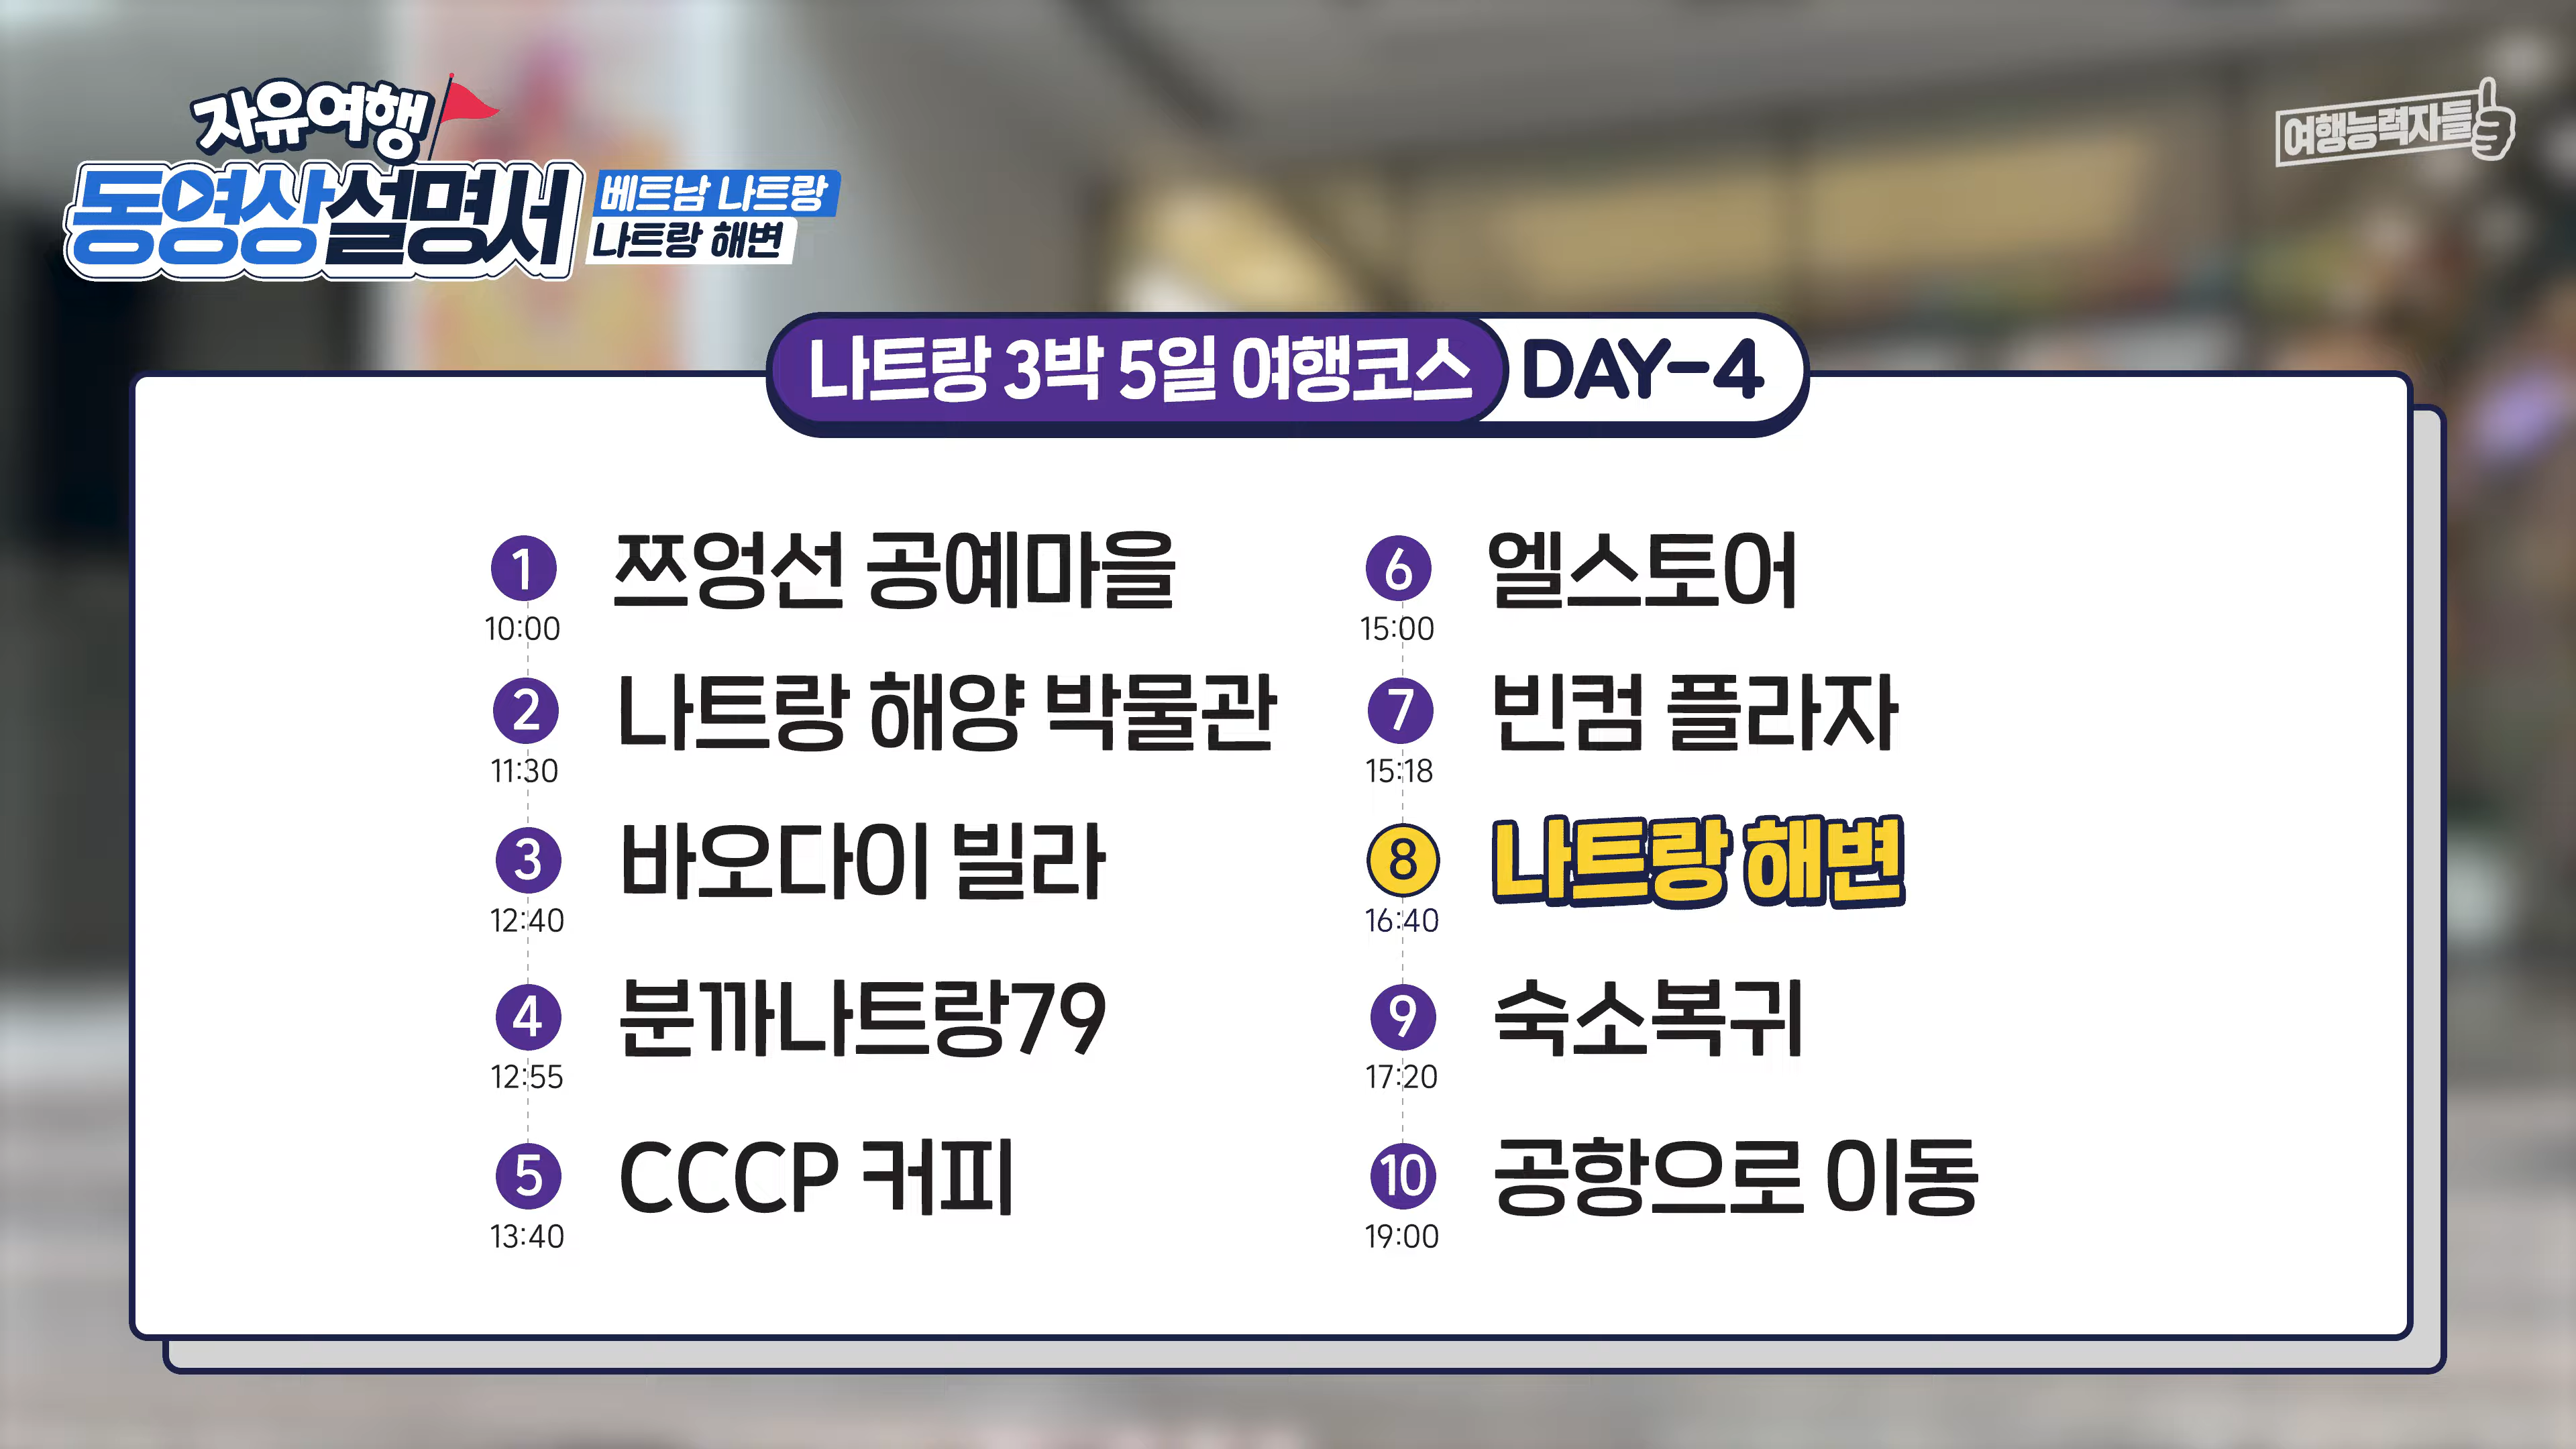 자유여행
동영상설명서
베트남 나트랑
나트랑 해변
여행능력자들
나트랑 3박 5일 여행코스 DAY-4
1 쯔엉선 공예마을
10:00
2 나트랑 해양 박물관
11:30
3 바오다이 빌라
12:40
4 분까나트랑79
12:55
5 CCCP 커피
13:40
6 엘스토어
15:00
7 빈컴 플라자
15:18
8 나트랑 해변
16:40
9 숙소복귀
17:20
10 공항으로 이동
19:00